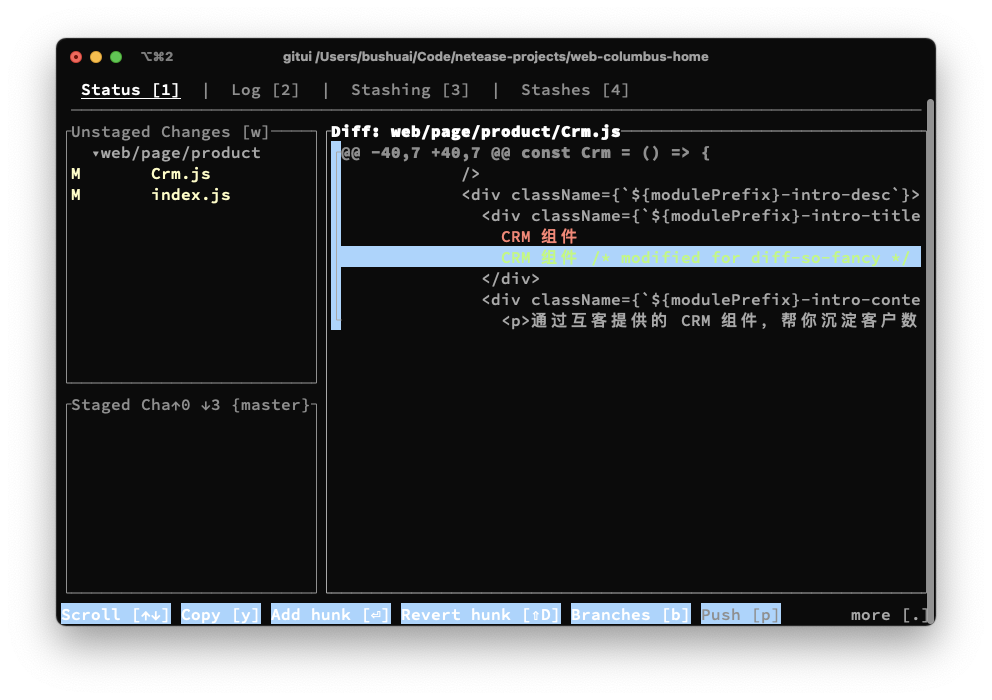 ⌥⌘2
gitui /Users/bushuai/Code/netease-projects/web-columbus-home
Status [1] | Log [2] | Stashing [3] | Stashes [4]
Unstaged Changes [w]
▾web/page/product
M Crm.js
M index.js
Staged Cha↑0 ↓3 {master}
Diff: web/page/product/Crm.js
@@ -40,7 +40,7 @@ const Crm = () => {
/>
<div className={`${modulePrefix}-intro-desc`}>
<div className={`${modulePrefix}-intro-title
CRM 组件
CRM 组件 /* modified for diff-so-fancy */
</div>
<div className={`${modulePrefix}-intro-conte
<p>通过互客提供的 CRM 组件, 帮你沉淀客户数
Scroll [↑↓] Copy [y] Add hunk [⏎] Revert hunk [⇧D] Branches [b] Push [p] more [.]